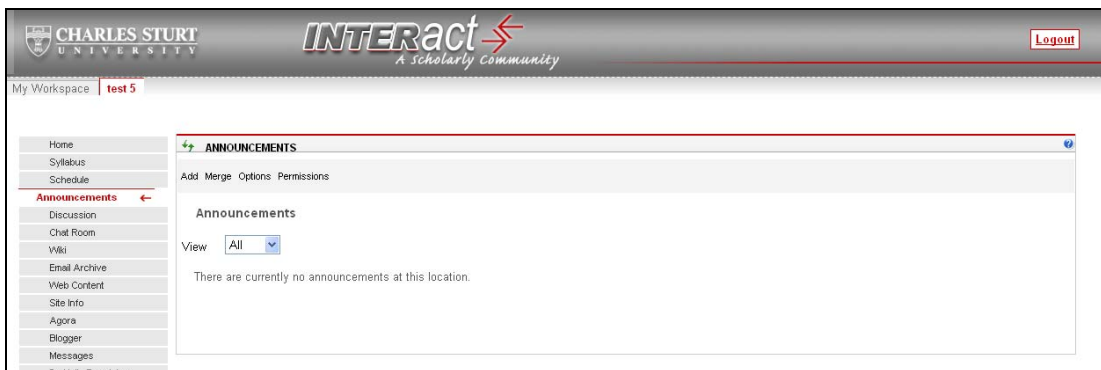 CHARLES STURT
UNIVERSITY
INTERact
A scholarly community
Logout
My Workspace
test 5
Home
Syllabus
Schedule
Announcements
Discussion
Chat Room
Wiki
Email Archive
Web Content
Site Info
Agora
Blogger
Messages
ANNOUNCEMENTS
Add Merge Options Permissions
Announcements
View All
There are currently no announcements at this location.